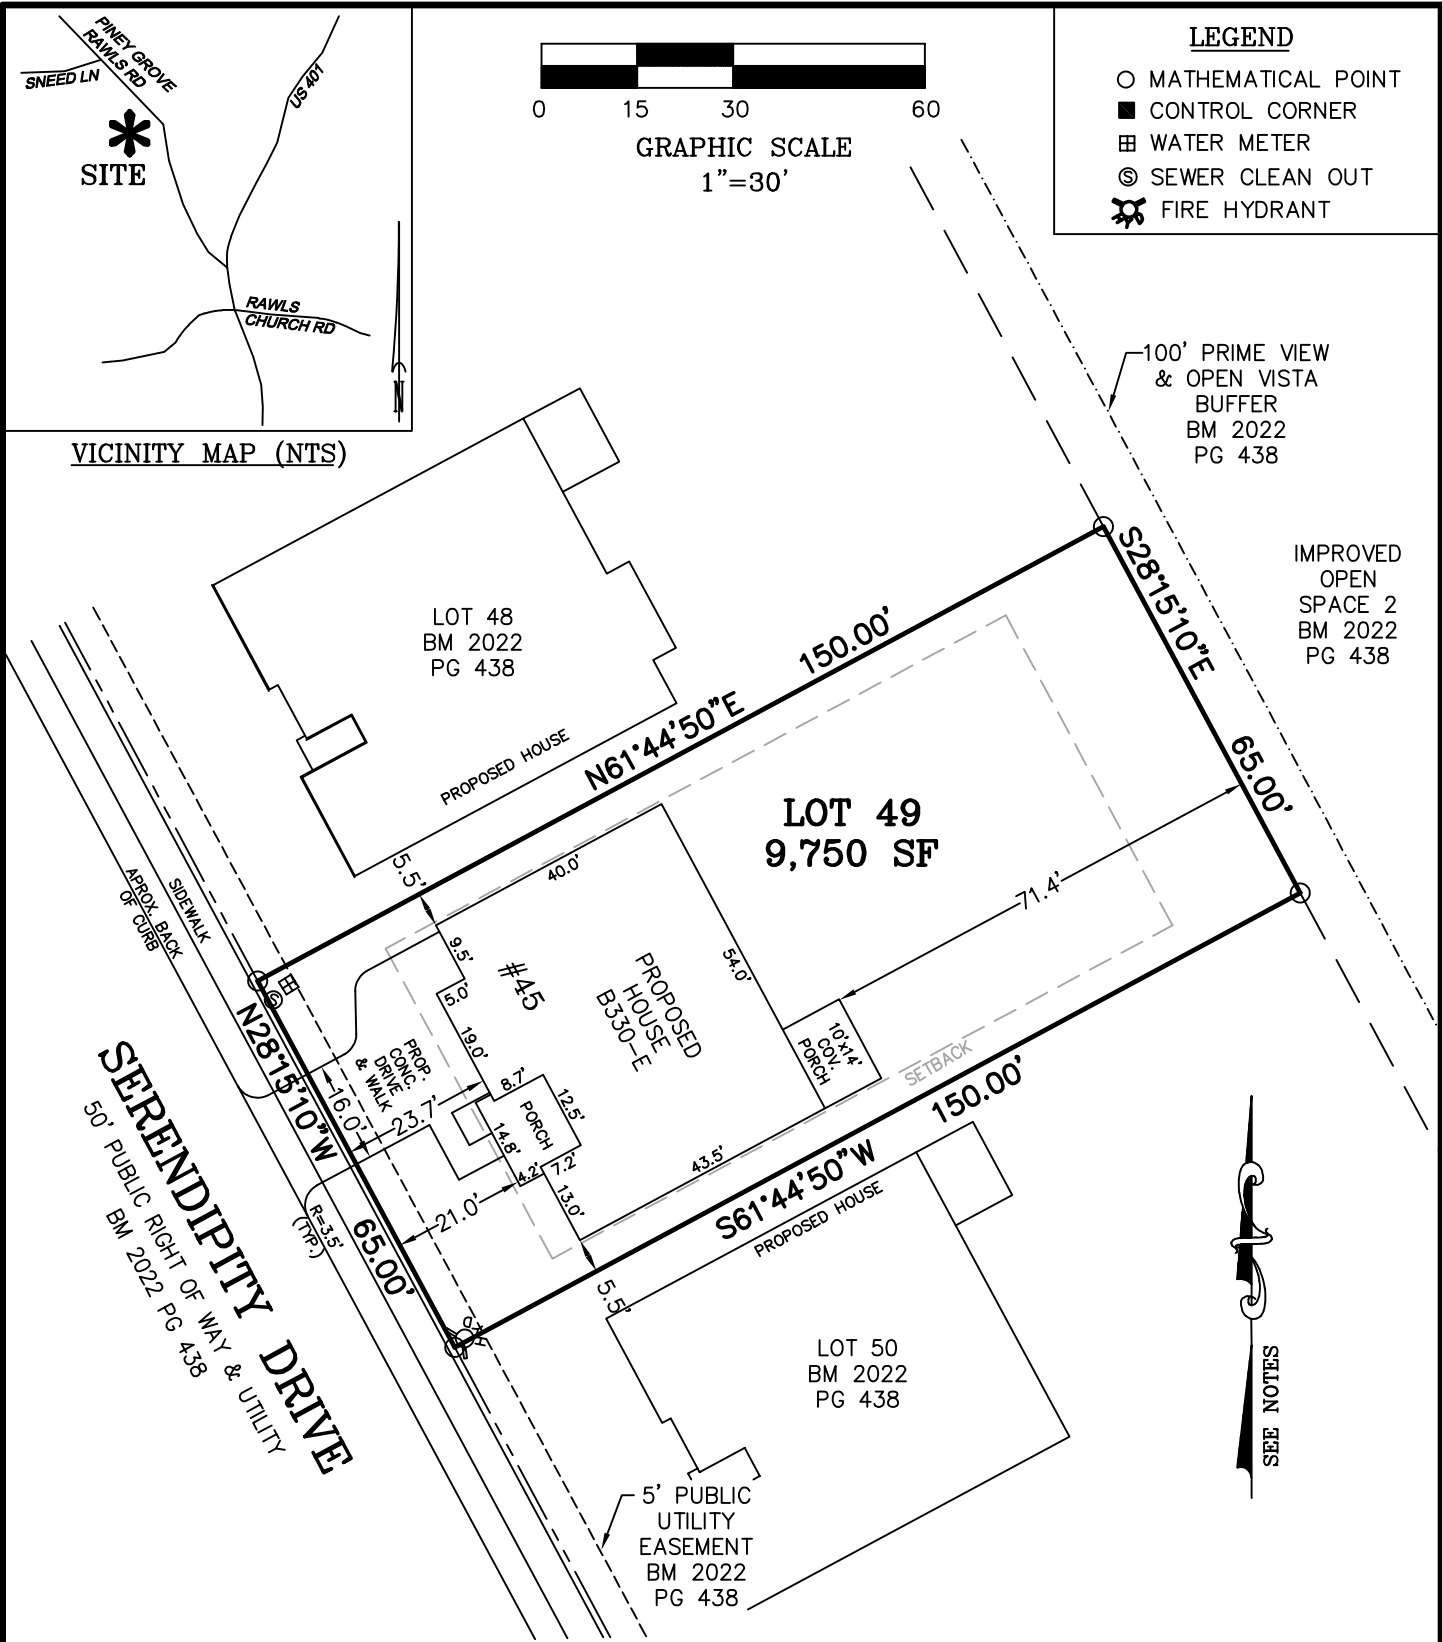 PINEY GROVE
RAWLS RD
SNEED LN
US 401
SITE
RAWLS
CHURCH RD
N
VICINITY MAP (NTS)
0 15 30 60
GRAPHIC SCALE
1"=30'
LEGEND
MATHEMATICAL POINT
CONTROL CORNER
WATER METER
S SEWER CLEAN OUT
FIRE HYDRANT
100' PRIME VIEW
& OPEN VISTA
BUFFER
BM 2022
PG 438
IMPROVED
OPEN
SPACE 2
BM 2022
PG 438
LOT 48
BM 2022
PG 438
PROPOSED HOUSE
N61°44'50"E
150.00'
S28°15'10"E
65.00'
LOT 49
9,750 SF
71.4'
5.5'
40.0'
9.5'
5.0'
19.0'
#45
PROPOSED
HOUSE
B330-E
54.0'
10'x14'
COV.
PORCH
SETBACK
8.7'
12.5'
PORCH
14.8'
4.2'
7.2'
13.0'
43.5'
PROP.
CONC.
DRIVE
& WALK
16.0'
23.7'
21.0'
R=3.5'
(TYP.)
S
N28°15'10"W
65.00'
S61°44'50"W
150.00'
5.5'
HYD
SIDEWALK
APROX. BACK
OF CURB
SERENDIPITY DRIVE
50' PUBLIC RIGHT OF WAY & UTILITY
BM 2022 PG 438
PROPOSED HOUSE
LOT 50
BM 2022
PG 438
5' PUBLIC
UTILITY
EASEMENT
BM 2022
PG 438
SEE NOTES